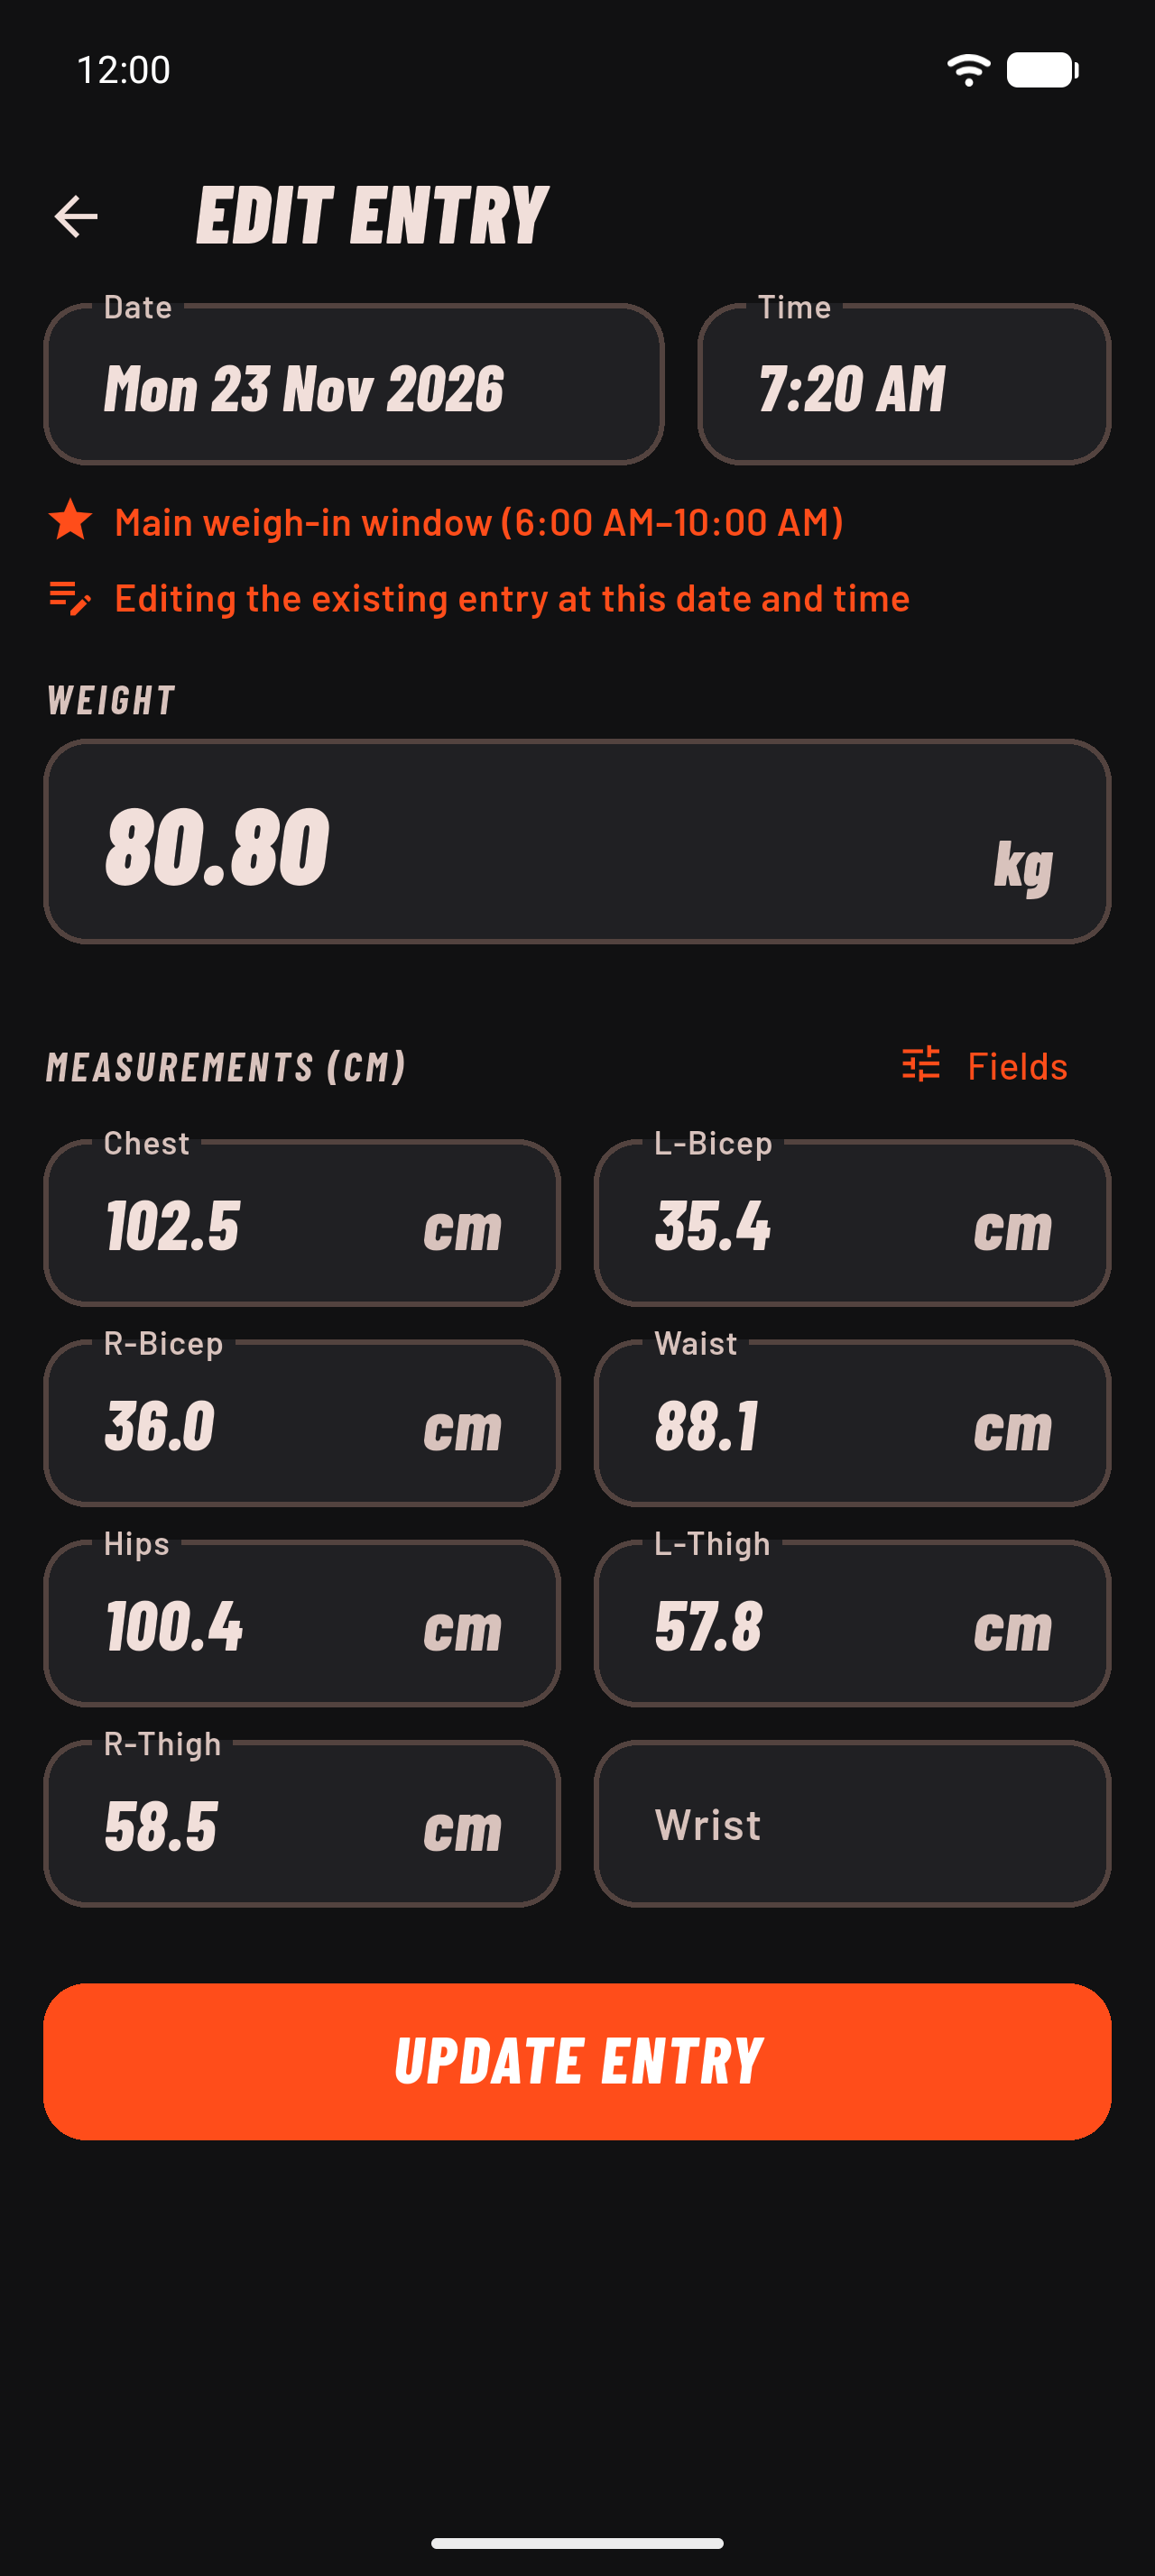 12:00
EDIT ENTRY
Date
Time
Mon 23 Nov 2026
7:20 AM
Main weigh-in window (6:00 AM–10:00 AM)
Editing the existing entry at this date and time
WEIGHT
80.80 kg
MEASUREMENTS (CM)
Fields
Chest
L-Bicep
102.5 cm
35.4 cm
R-Bicep
Waist
36.0 cm
88.1 cm
Hips
L-Thigh
100.4 cm
57.8 cm
R-Thigh
58.5 cm
Wrist
UPDATE ENTRY